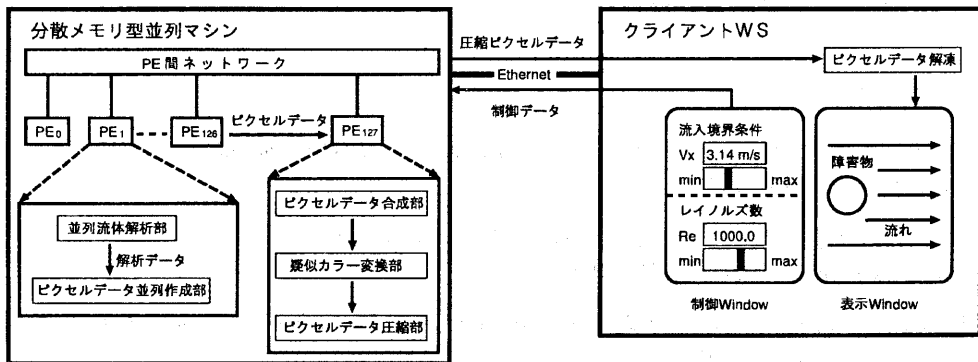 分散メモリ型並列マシン
PE間ネットワーク
PE0
PE1
PE126
ピクセルデータ
PE127
並列流体解析部
解析データ
ピクセルデータ並列作成部
ピクセルデータ合成部
疑似カラー変換部
ピクセルデータ圧縮部
圧縮ピクセルデータ
Ethernet
制御データ
クライアントWS
ピクセルデータ解凍
流入境界条件
Vx 3.14 m/s
min max
レイノルズ数
Re 1000.0
min max
制御Window
障害物
流れ
表示Window